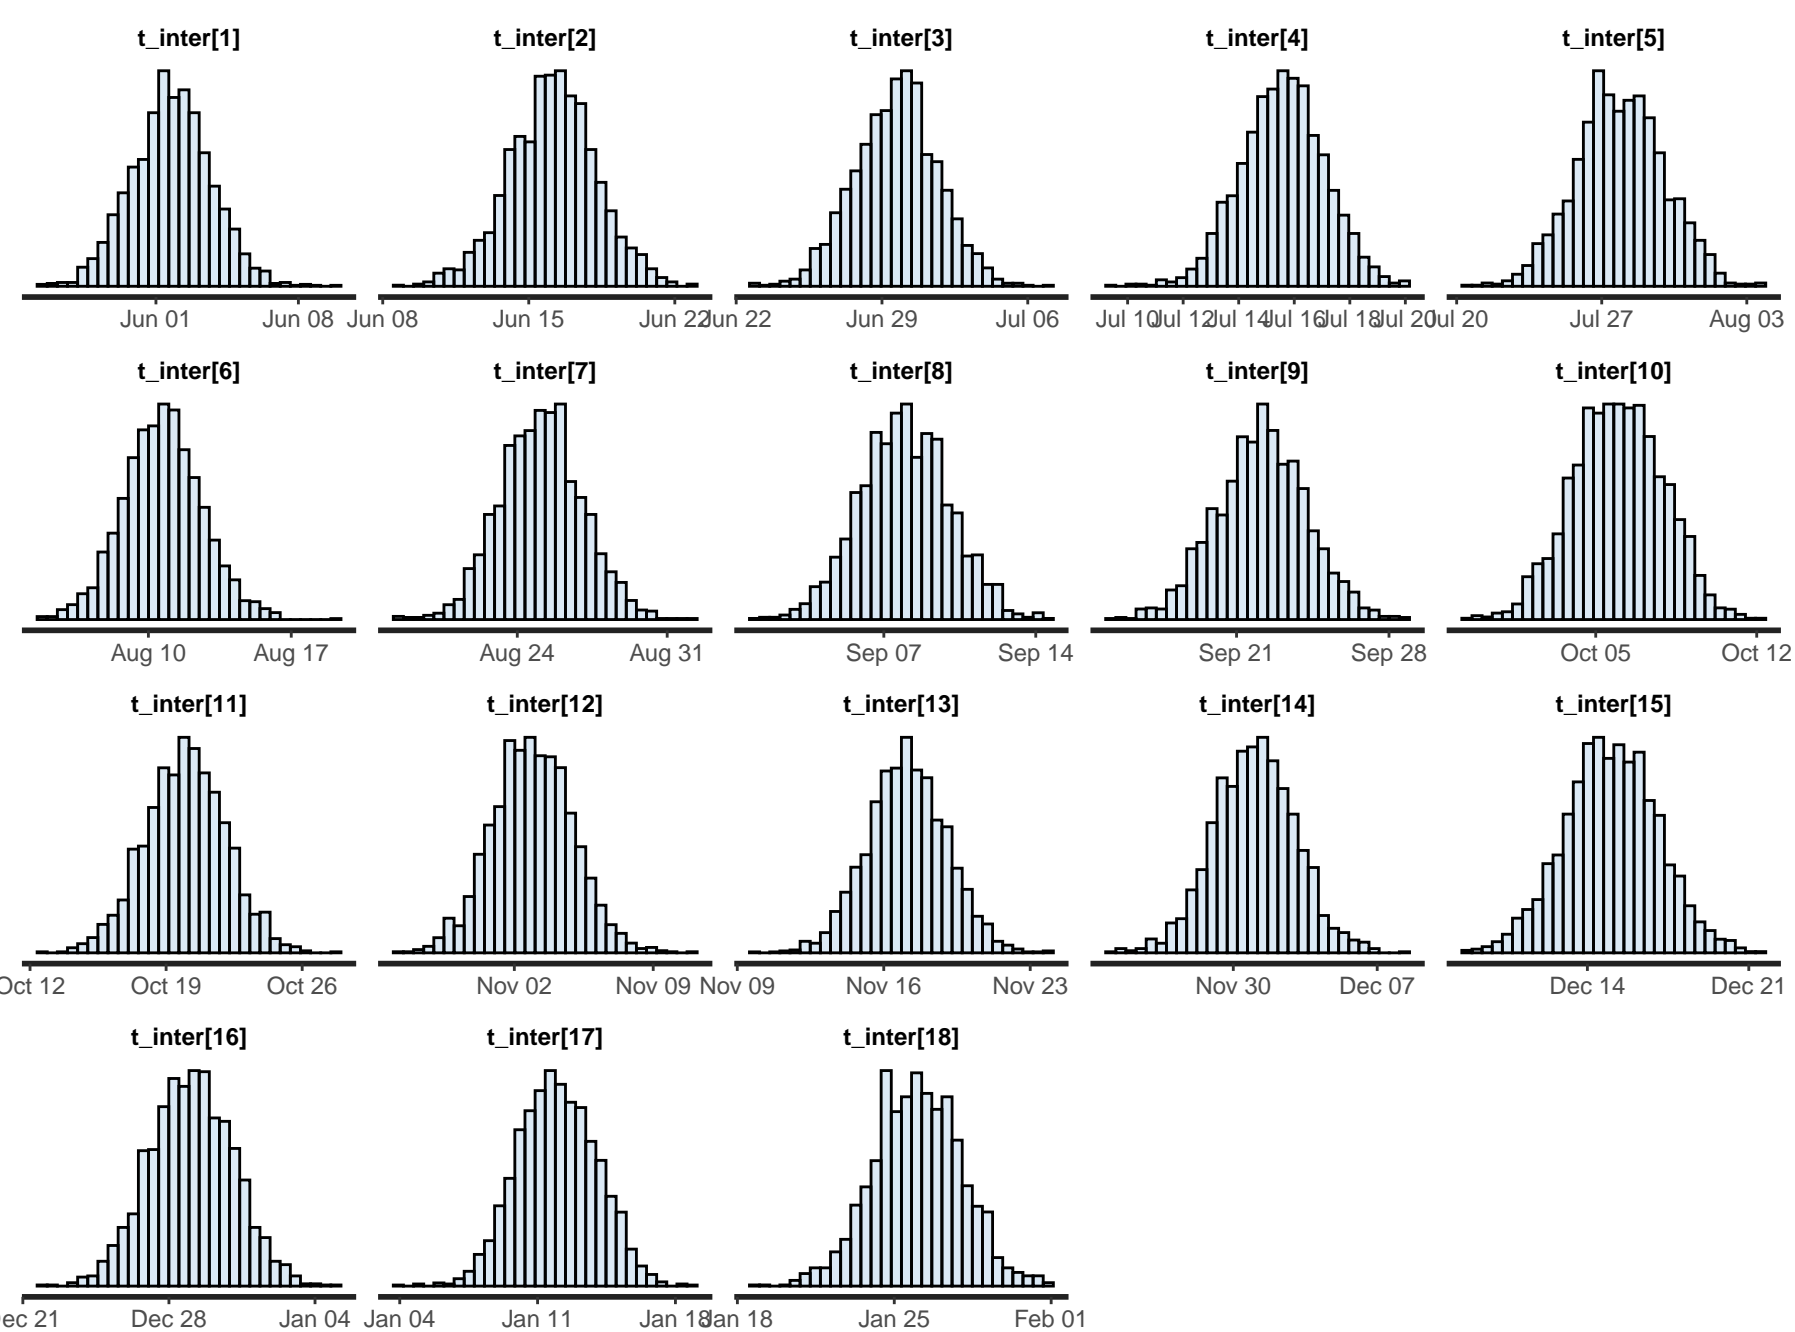 t_inter[1] t_inter[2] t_inter[3] t_inter[4] t_inter[5]
Jun 01 Jun 08 Jun 08 Jun 15 Jun 22 Jun 22 Jun 29 Jul 06 Jul 10 Jul 12 Jul 14 Jul 16 Jul 18 Jul 20 Jul 20 Jul 27 Aug 03
t_inter[6] t_inter[7] t_inter[8] t_inter[9] t_inter[10]
Aug 10 Aug 17 Aug 24 Aug 31 Sep 07 Sep 14 Sep 21 Sep 28 Oct 05 Oct 12
t_inter[11] t_inter[12] t_inter[13] t_inter[14] t_inter[15]
Oct 12 Oct 19 Oct 26 Nov 02 Nov 09 Nov 09 Nov 16 Nov 23 Nov 30 Dec 07 Dec 14 Dec 21
t_inter[16] t_inter[17] t_inter[18]
Dec 21 Dec 28 Jan 04 Jan 04 Jan 11 Jan 18 Jan 18 Jan 25 Feb 01